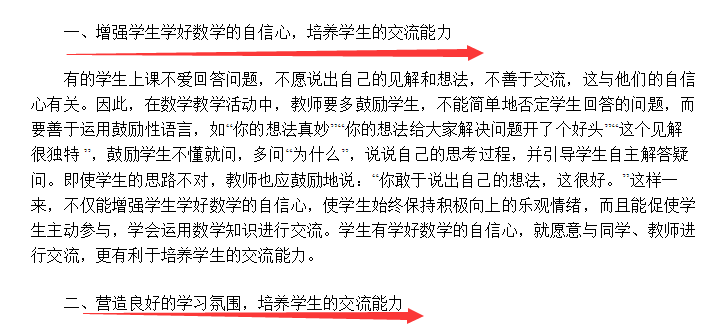 一、增强学生学好数学的自信心，培养学生的交流能力
有的学生上课不爱回答问题，不愿说出自己的见解和想法，不善于交流，这与他们的自信
心有关。因此，在数学教学活动中，教师要多鼓励学生，不能简单地否定学生回答的问题，而
要善于运用鼓励性语言，如“你的想法真妙”“你的想法给大家解决问题开了个好头”“这个见解
很独特 ”，鼓励学生不懂就问，多问“为什么”，说说自己的思考过程，并引导学生自主解答疑
问。即使学生的思路不对，教师也应鼓励地说：“你敢于说出自己的想法，这很好。”这样一
来，不仅能增强学生学好数学的自信心，使学生始终保持积极向上的乐观情绪，而且能促使学
生主动参与，学会运用数学知识进行交流。学生有学好数学的自信心，就愿意与同学、教师进
行交流，更有利于培养学生的交流能力。
二、营造良好的学习氛围，培养学生的交流能力